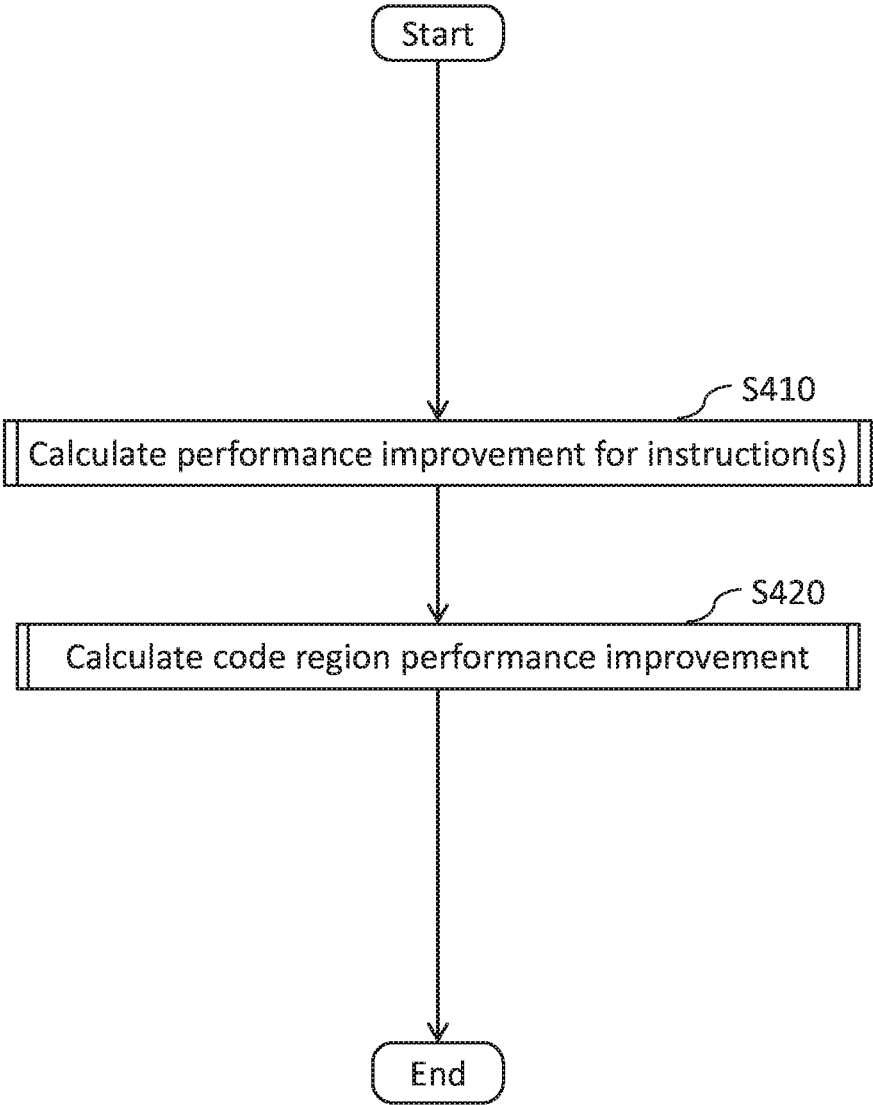 Start
S410
Calculate performance improvement for instruction(s)
S420
Calculate code region performance improvement
End